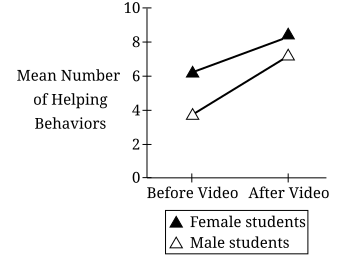 10
8
6
4
2
0
Mean Number
of Helping
Behaviors
Before Video After Video
Female students
Male students